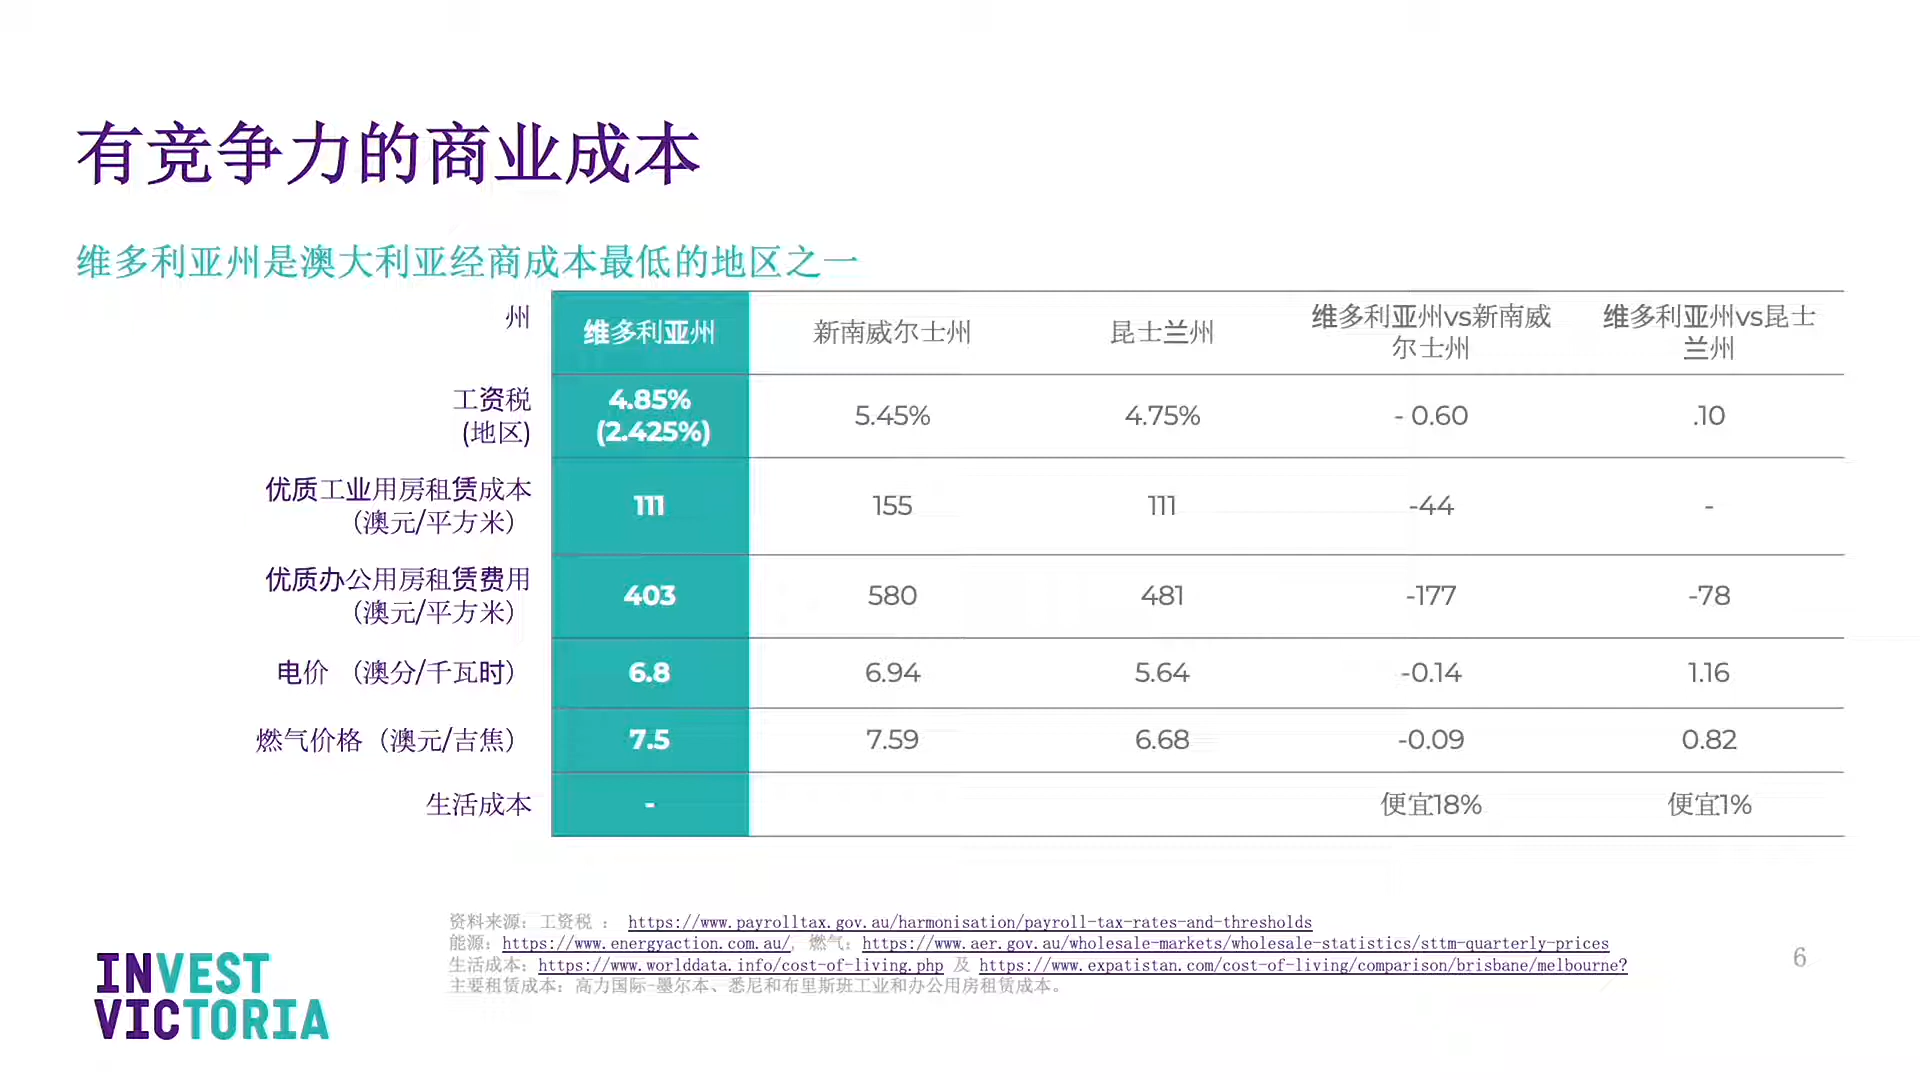 有竞争力的商业成本
维多利亚州是澳大利亚经商成本最低的地区之一
州
维多利亚州
新南威尔士州
昆士兰州
维多利亚州vs新南威
尔士州
维多利亚州vs昆士
兰州
工资税
(地区)
4.85%
(2.425%)
5.45%
4.75%
- 0.60
.10
优质工业用房租赁成本
（澳元/平方米）
111
155
111
-44
-
优质办公用房租赁费用
（澳元/平方米）
403
580
481
-177
-78
电价 （澳分/千瓦时）
6.8
6.94
5.64
-0.14
1.16
燃气价格（澳元/吉焦）
7.5
7.59
6.68
-0.09
0.82
生活成本
-
便宜18%
便宜1%
资料来源：工资税 ： https://www.payrolltax.gov.au/harmonisation/payroll-tax-rates-and-thresholds
能源：https://www.energyaction.com.au/，燃气：https://www.aer.gov.au/wholesale-markets/wholesale-statistics/sttm-quarterly-prices
生活成本：https://www.worlddata.info/cost-of-living.php 及 https://www.expatistan.com/cost-of-living/comparison/brisbane/melbourne?
主要租赁成本：高力国际-墨尔本、悉尼和布里斯班工业和办公用房租赁成本。
6
INVEST
VICTORIA